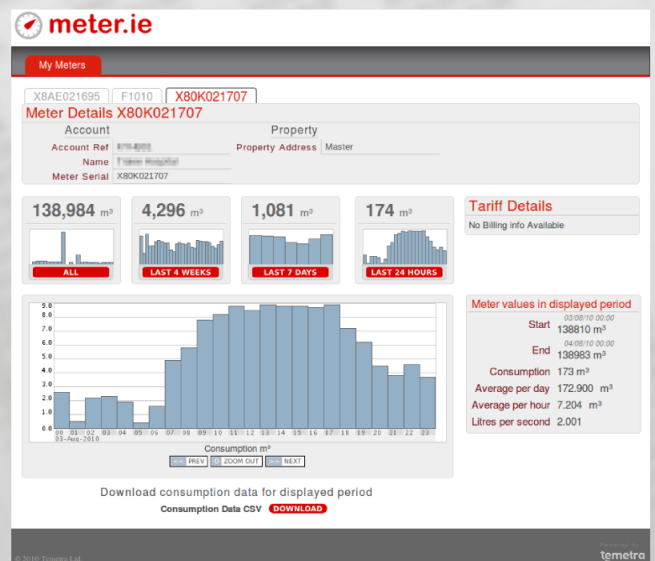 meter.ie
My Meters
X8AE021695 F1010 X80K021707
Meter Details X80K021707
Account Property
Account Ref Property Address Master
Name
Meter Serial X80K021707
138,984 m³ 4,296 m³ 1,081 m³ 174 m³
ALL LAST 4 WEEKS LAST 7 DAYS LAST 24 HOURS
Tariff Details
No Billing info Available
9.0
8.0
7.0
6.0
5.0
4.0
3.0
2.0
1.0
0.0
00 01 02 03 04 05 06 07 08 09 10 11 12 13 14 15 16 17 18 19 20 21 22 23
03-Aug-2010
Consumption m³
<< PREV ZOOM OUT >> NEXT
Meter values in displayed period
03/08/10 00:00
Start 138810 m³
04/08/10 00:00
End 138983 m³
Consumption 173 m³
Average per day 172.900 m³
Average per hour 7.204 m³
Litres per second 2.001
Download consumption data for displayed period
Consumption Data CSV DOWNLOAD
© 2010 Temetra Ltd.
Powered by
temetra